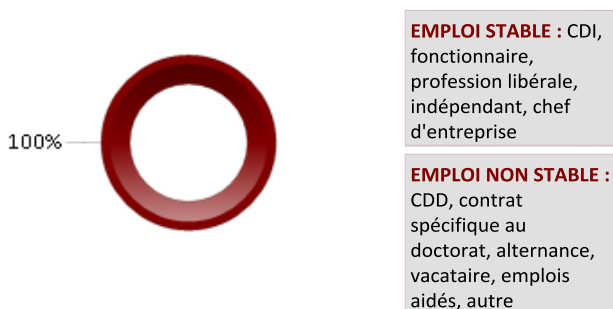 100%
EMPLOI STABLE : CDI,
fonctionnaire,
profession libérale,
indépendant, chef
d'entreprise
EMPLOI NON STABLE :
CDD, contrat
spécifique au
doctorat, alternance,
vacataire, emplois
aidés, autre